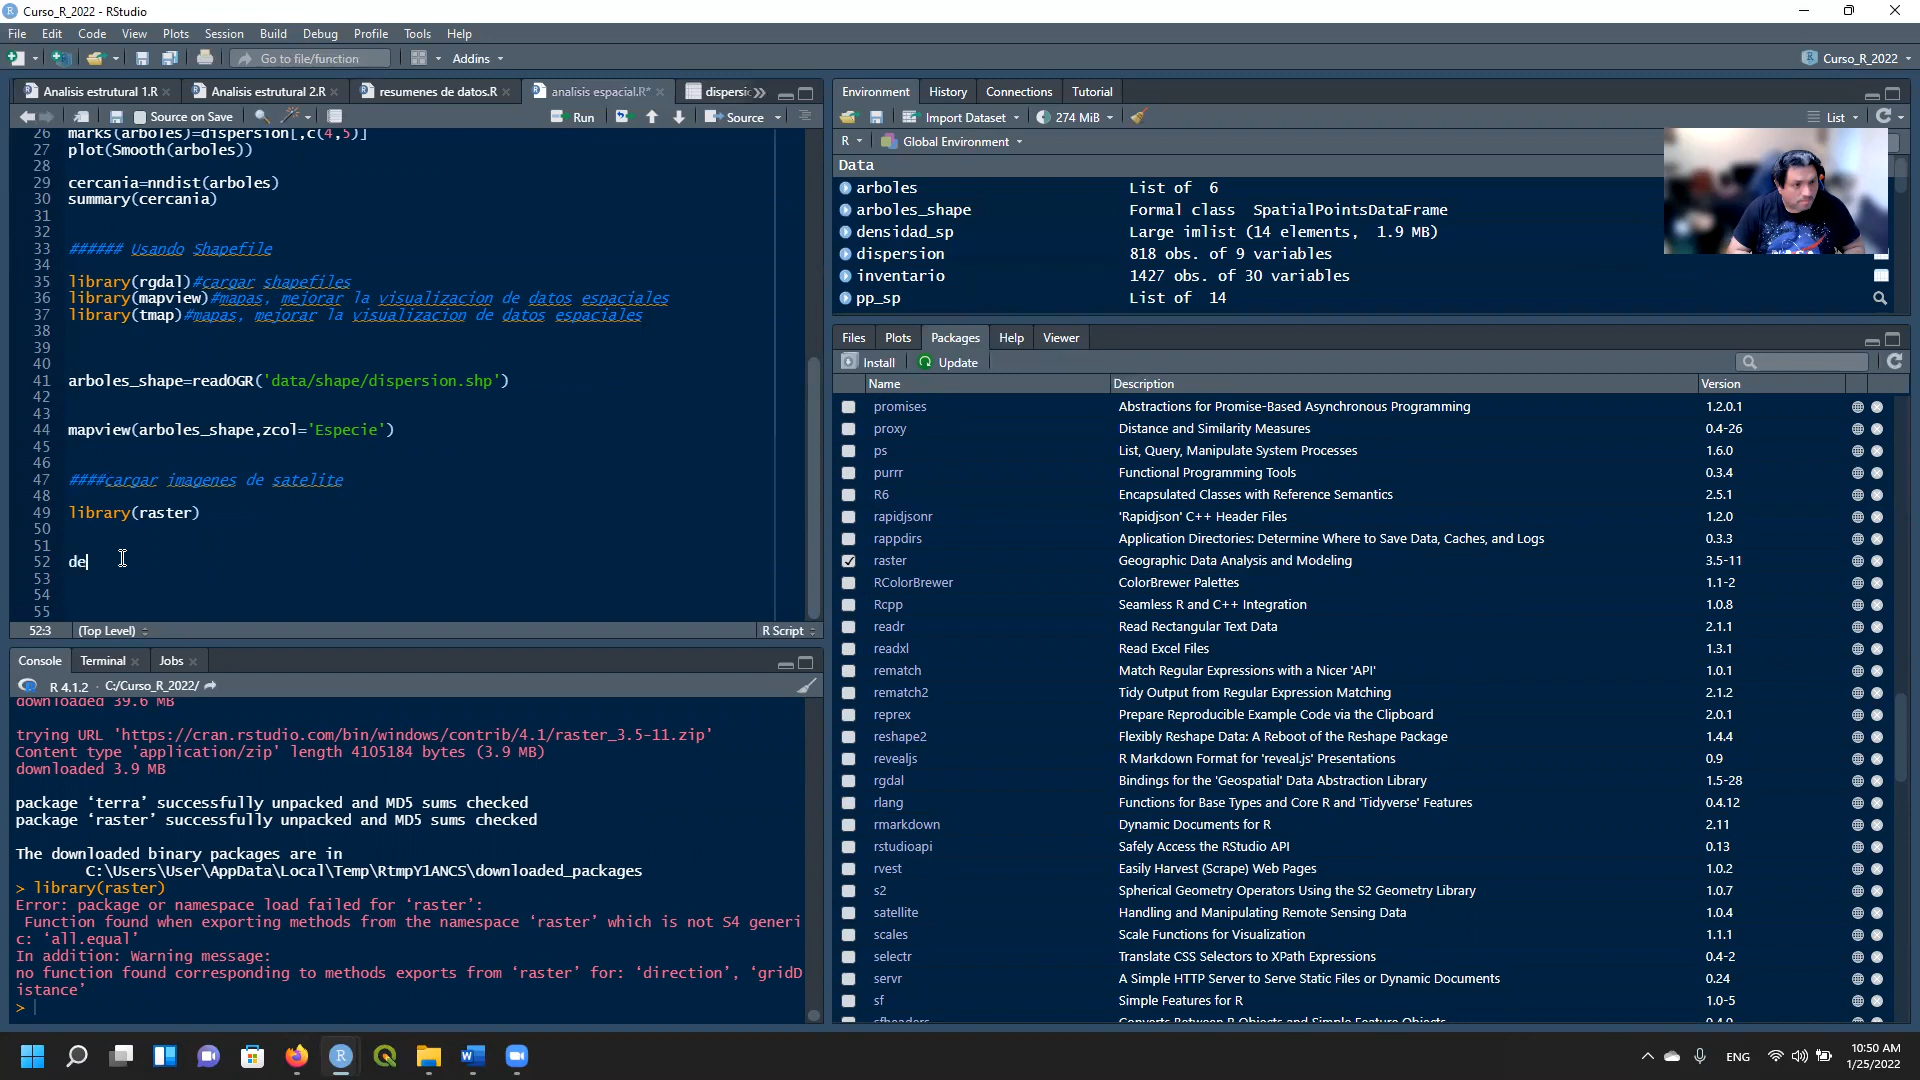 Curso_R_2022 - RStudio
File Edit Code View Plots Session Build Debug Profile Tools Help
Go to file/function
Addins
Curso_R_2022
Analisis estrutural 1.R
Analisis estrutural 2.R
resumenes de datos.R
analisis espacial.R*
dispersic
Source on Save
Run
Source
26 marks(arboles)=dispersion[,c(4,5)]
27 plot(Smooth(arboles))
28
29 cercania=nndist(arboles)
30 summary(cercania)
31
32
33 ###### Usando Shapefile
34
35 library(rgdal)#cargar shapefiles
36 library(mapview)#mapas, mejorar la visualizacion de datos espaciales
37 library(tmap)#mapas, mejorar la visualizacion de datos espaciales
38
39
40
41 arboles_shape=readOGR('data/shape/dispersion.shp')
42
43
44 mapview(arboles_shape,zcol='Especie')
45
46
47 ####cargar imagenes de satelite
48
49 library(raster)
50
51
52 de
53
54
55
52:3 (Top Level) R Script
Console Terminal Jobs
R 4.1.2 · C:/Curso_R_2022/
downloaded 39.6 MB
trying URL 'https://cran.rstudio.com/bin/windows/contrib/4.1/raster_3.5-11.zip'
Content type 'application/zip' length 4105184 bytes (3.9 MB)
downloaded 3.9 MB
package ‘terra’ successfully unpacked and MD5 sums checked
package ‘raster’ successfully unpacked and MD5 sums checked
The downloaded binary packages are in
C:\Users\User\AppData\Local\Temp\RtmpY1ANCS\downloaded_packages
> library(raster)
Error: package or namespace load failed for ‘raster’:
Function found when exporting methods from the namespace ‘raster’ which is not S4 generi
c: ‘all.equal’
In addition: Warning message:
no function found corresponding to methods exports from ‘raster’ for: ‘direction’, ‘gridD
istance’
>
Environment History Connections Tutorial
Import Dataset 274 MiB List
R Global Environment
Data
arboles List of 6
arboles_shape Formal class SpatialPointsDataFrame
densidad_sp Large imlist (14 elements, 1.9 MB)
dispersion 818 obs. of 9 variables
inventario 1427 obs. of 30 variables
pp_sp List of 14
Files Plots Packages Help Viewer
Install Update
Name Description Version
promises Abstractions for Promise-Based Asynchronous Programming 1.2.0.1
proxy Distance and Similarity Measures 0.4-26
ps List, Query, Manipulate System Processes 1.6.0
purrr Functional Programming Tools 0.3.4
R6 Encapsulated Classes with Reference Semantics 2.5.1
rapidjsonr 'Rapidjson' C++ Header Files 1.2.0
rappdirs Application Directories: Determine Where to Save Data, Caches, and Logs 0.3.3
raster Geographic Data Analysis and Modeling 3.5-11
RColorBrewer ColorBrewer Palettes 1.1-2
Rcpp Seamless R and C++ Integration 1.0.8
readr Read Rectangular Text Data 2.1.1
readxl Read Excel Files 1.3.1
rematch Match Regular Expressions with a Nicer 'API' 1.0.1
rematch2 Tidy Output from Regular Expression Matching 2.1.2
reprex Prepare Reproducible Example Code via the Clipboard 2.0.1
reshape2 Flexibly Reshape Data: A Reboot of the Reshape Package 1.4.4
revealjs R Markdown Format for 'reveal.js' Presentations 0.9
rgdal Bindings for the 'Geospatial' Data Abstraction Library 1.5-28
rlang Functions for Base Types and Core R and 'Tidyverse' Features 0.4.12
rmarkdown Dynamic Documents for R 2.11
rstudioapi Safely Access the RStudio API 0.13
rvest Easily Harvest (Scrape) Web Pages 1.0.2
s2 Spherical Geometry Operators Using the S2 Geometry Library 1.0.7
satellite Handling and Manipulating Remote Sensing Data 1.0.4
scales Scale Functions for Visualization 1.1.1
selectr Translate CSS Selectors to XPath Expressions 0.4-2
servr A Simple HTTP Server to Serve Static Files or Dynamic Documents 0.24
sf Simple Features for R 1.0-5
sfheaders Converts Between R Objects and Simple Feature Objects 0.4.0
ENG
10:50 AM
1/25/2022